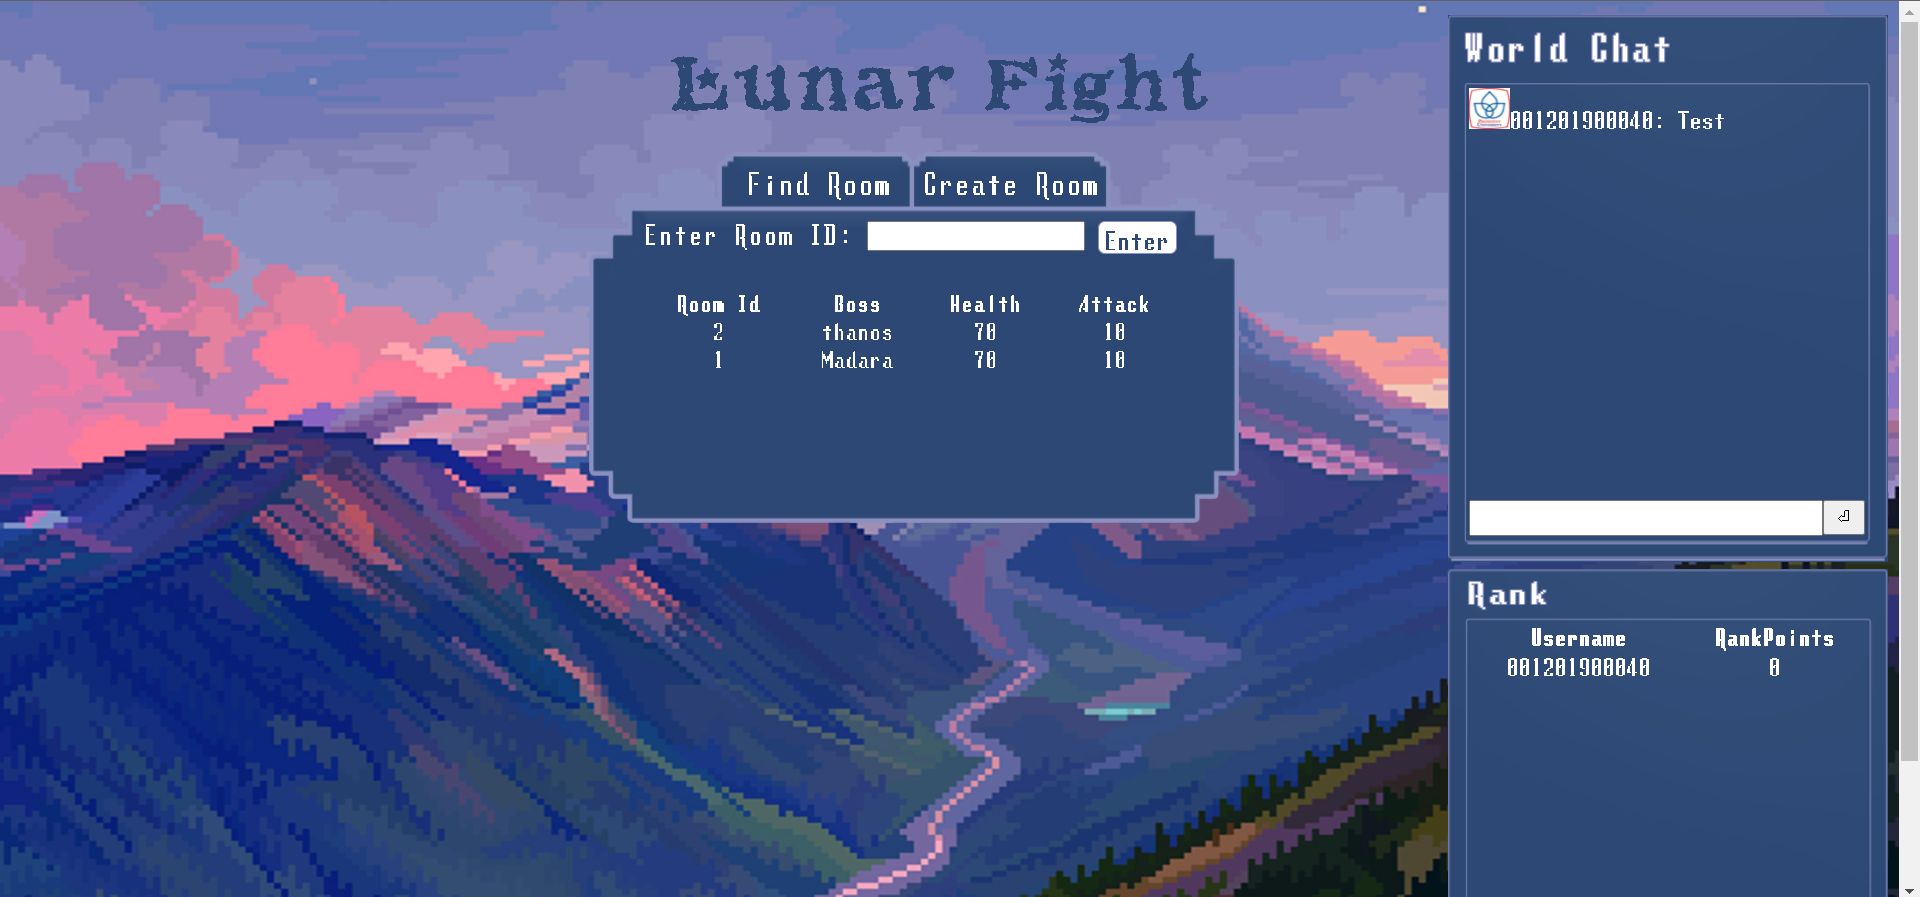 Lunar Fight
Find Room
Create Room
Enter Room ID:
Enter
Room Id Boss Health Attack
2 thanos 70 10
1 Madara 70 10
World Chat
001201900040: Test
Rank
Username RankPoints
001201900040 0